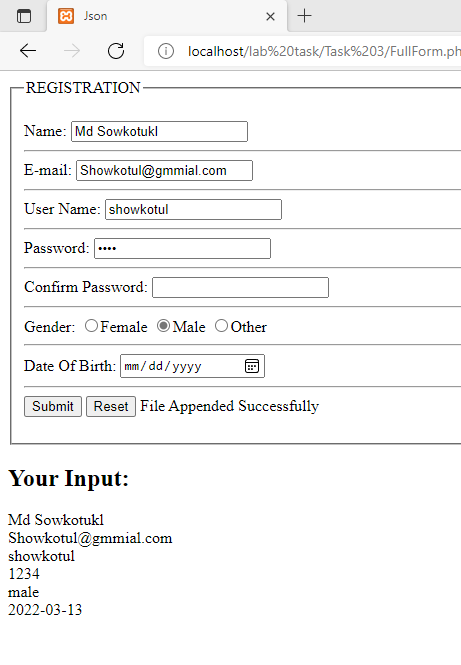 Json
localhost/lab%20task/Task%203/FullForm.ph
REGISTRATION
Name: Md Sowkotukl
E-mail: Showkotul@gmmial.com
User Name: showkotul
Password: ••••
Confirm Password:
Gender: Female Male Other
Date Of Birth: mm/dd/yyyy
Submit Reset File Appended Successfully
Your Input:
Md Sowkotukl
Showkotul@gmmial.com
showkotul
1234
male
2022-03-13